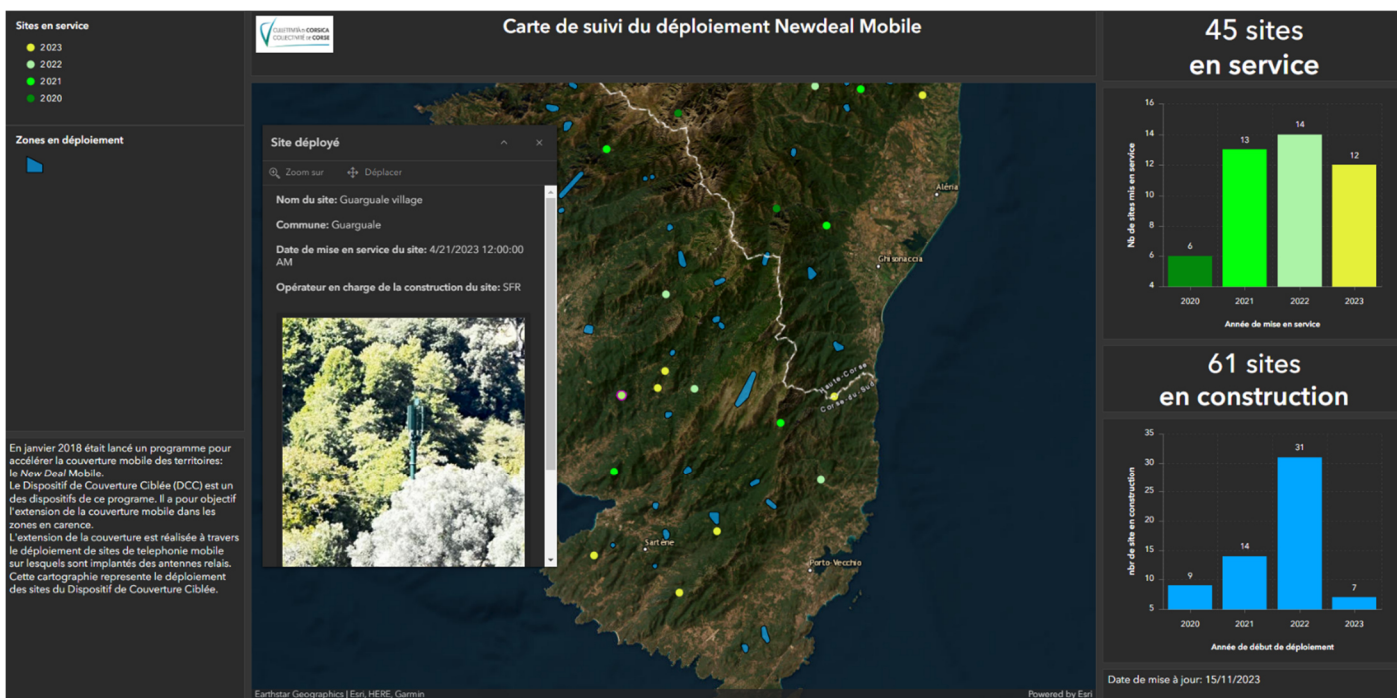 Sites en service
2023
2022
2021
2020
Zones en déploiement
En janvier 2018 était lancé un programme pour
accélérer la couverture mobile des territoires:
le New Deal Mobile.
Le Dispositif de Couverture Ciblée (DCC) est un
des dispositifs de ce programe. Il a pour objectif
l'extension de la couverture mobile dans les
zones en carence.
L'extension de la couverture est réalisée à travers
le déploiement de sites de telephonie mobile
sur lesquels sont implantés des antennes relais.
Cette cartographie represente le déploiement
des sites du Dispositif de Couverture Ciblée.
CULLETTIVITÀ DI CORSICA
COLLECTIVITÉ DE CORSE
Carte de suivi du déploiement Newdeal Mobile
Site déployé
Zoom sur
Déplacer
Nom du site: Guarguale village
Commune: Guarguale
Date de mise en service du site: 4/21/2023 12:00:00
AM
Opérateur en charge de la construction du site: SFR
Aléria
Ghisonaccia
Haute-Corse
Corse-du-Sud
Sartène
Porto-Vecchio
Earthstar Geographics | Esri, HERE, Garmin
Powered by Esri
45 sites
en service
Nb de sites mis en service
16
14
12
10
8
6
4
6
13
14
12
2020
2021
2022
2023
Année de mise en service
61 sites
en construction
nbr de site en construction
35
30
25
20
15
10
5
9
14
31
7
2020
2021
2022
2023
Année de début de déploiement
Date de mise à jour: 15/11/2023